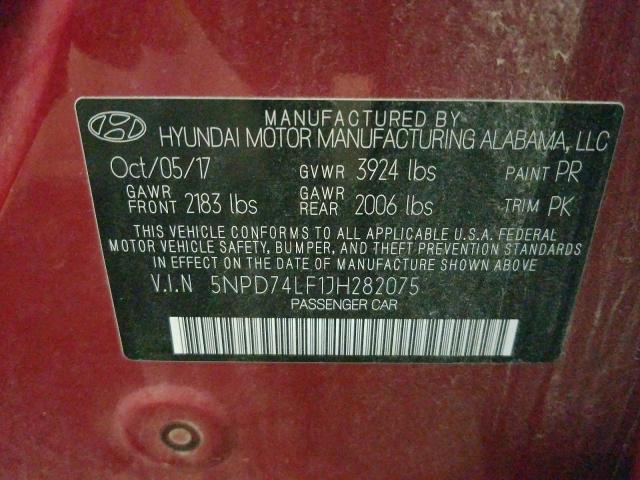 MANUFACTURED BY
HYUNDAI MOTOR MANUFACTURING ALABAMA, LLC
Oct/05/17 GVWR 3924 lbs PAINT PR
GAWR FRONT 2183 lbs GAWR REAR 2006 lbs TRIM PK
THIS VEHICLE CONFORMS TO ALL APPLICABLE U.S.A. FEDERAL
MOTOR VEHICLE SAFETY, BUMPER, AND THEFT PREVENTION STANDARDS
IN EFFECT ON THE DATE OF MANUFACTURE SHOWN ABOVE
V.I.N 5NPD74LF1JH282075
PASSENGER CAR